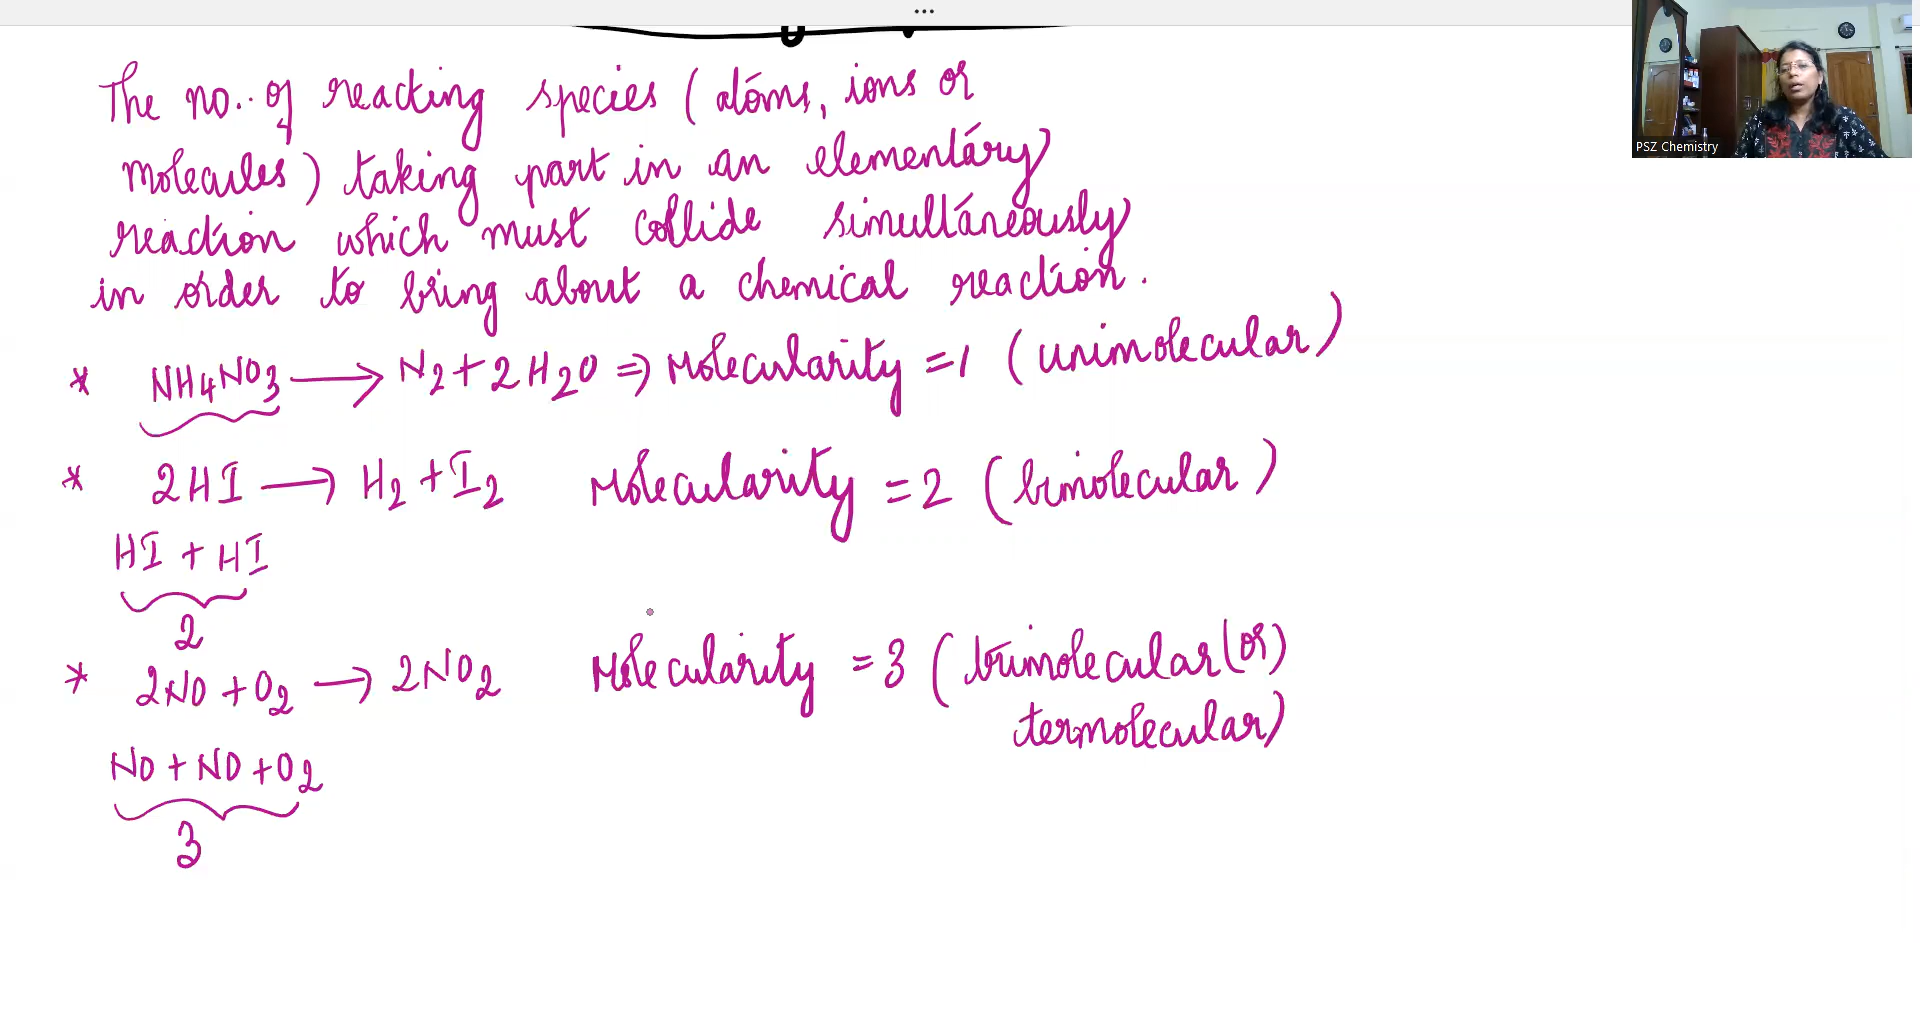 ...
PSZ Chemistry
The no. of reacting species (atoms, ions or
molecules) taking part in an elementary
reaction which must collide simultaneously
in order to bring about a chemical reaction.
* NH4NO3 ⟶ N2 + 2H2O ⇒ Molecularity = 1 (unimolecular)
* 2HI ⟶ H2 + I2 Molecularity = 2 (bimolecular)
HI + HI
2
* 2NO + O2 ⟶ 2NO2 Molecularity = 3 (trimolecular (or)
termolecular)
NO + NO + O2
3